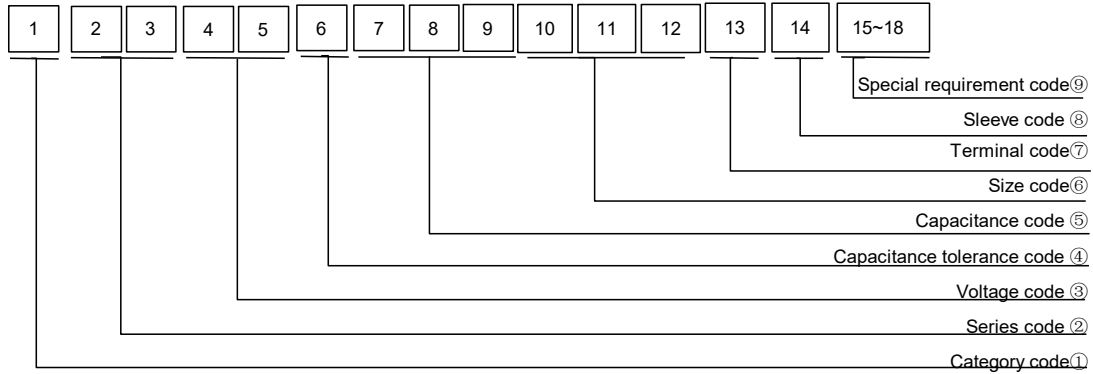 1 2 3 4 5 6 7 8 9 10 11 12 13 14 15~18
Special requirement code⑨
Sleeve code ⑧
Terminal code⑦
Size code⑥
Capacitance code ⑤
Capacitance tolerance code ④
Voltage code ③
Series code ②
Category code①